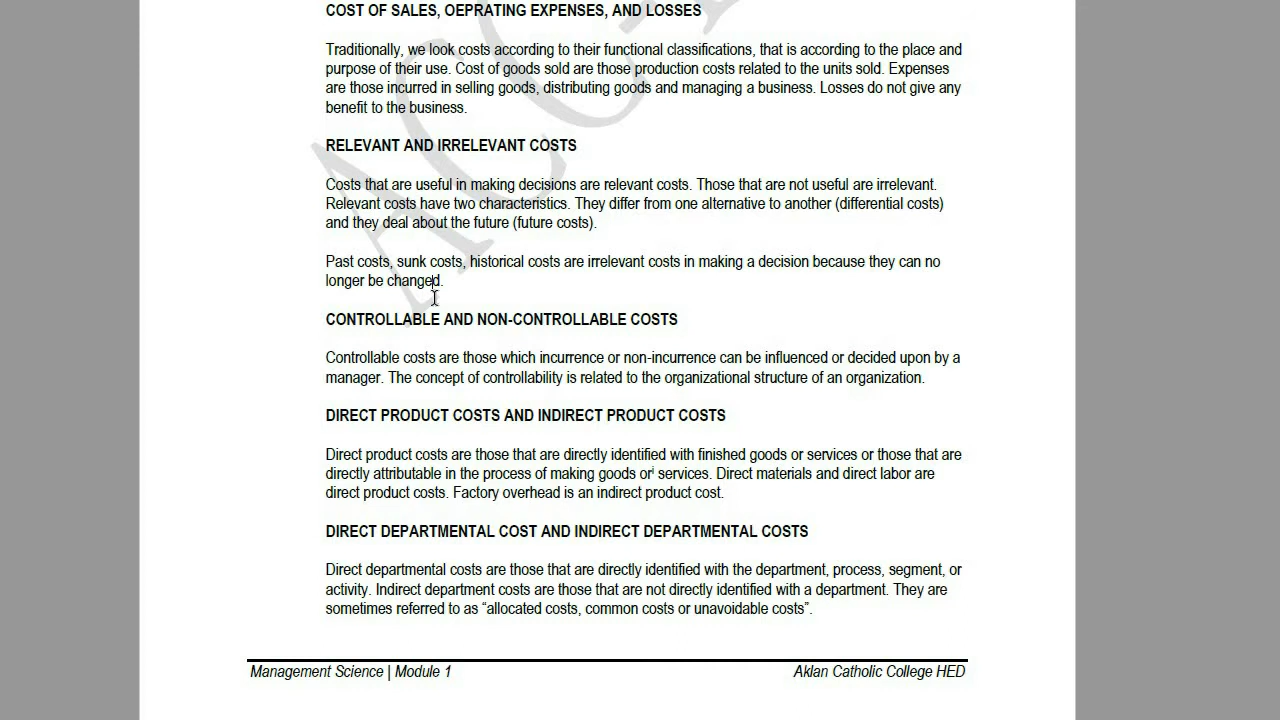 COST OF SALES, OEPRATING EXPENSES, AND LOSSES
Traditionally, we look costs according to their functional classifications, that is according to the place and
purpose of their use. Cost of goods sold are those production costs related to the units sold. Expenses
are those incurred in selling goods, distributing goods and managing a business. Losses do not give any
benefit to the business.
RELEVANT AND IRRELEVANT COSTS
Costs that are useful in making decisions are relevant costs. Those that are not useful are irrelevant.
Relevant costs have two characteristics. They differ from one alternative to another (differential costs)
and they deal about the future (future costs).
Past costs, sunk costs, historical costs are irrelevant costs in making a decision because they can no
longer be changed.
CONTROLLABLE AND NON-CONTROLLABLE COSTS
Controllable costs are those which incurrence or non-incurrence can be influenced or decided upon by a
manager. The concept of controllability is related to the organizational structure of an organization.
DIRECT PRODUCT COSTS AND INDIRECT PRODUCT COSTS
Direct product costs are those that are directly identified with finished goods or services or those that are
directly attributable in the process of making goods orⁱ services. Direct materials and direct labor are
direct product costs. Factory overhead is an indirect product cost.
DIRECT DEPARTMENTAL COST AND INDIRECT DEPARTMENTAL COSTS
Direct departmental costs are those that are directly identified with the department, process, segment, or
activity. Indirect department costs are those that are not directly identified with a department. They are
sometimes referred to as “allocated costs, common costs or unavoidable costs”.
Management Science | Module 1
Aklan Catholic College HED